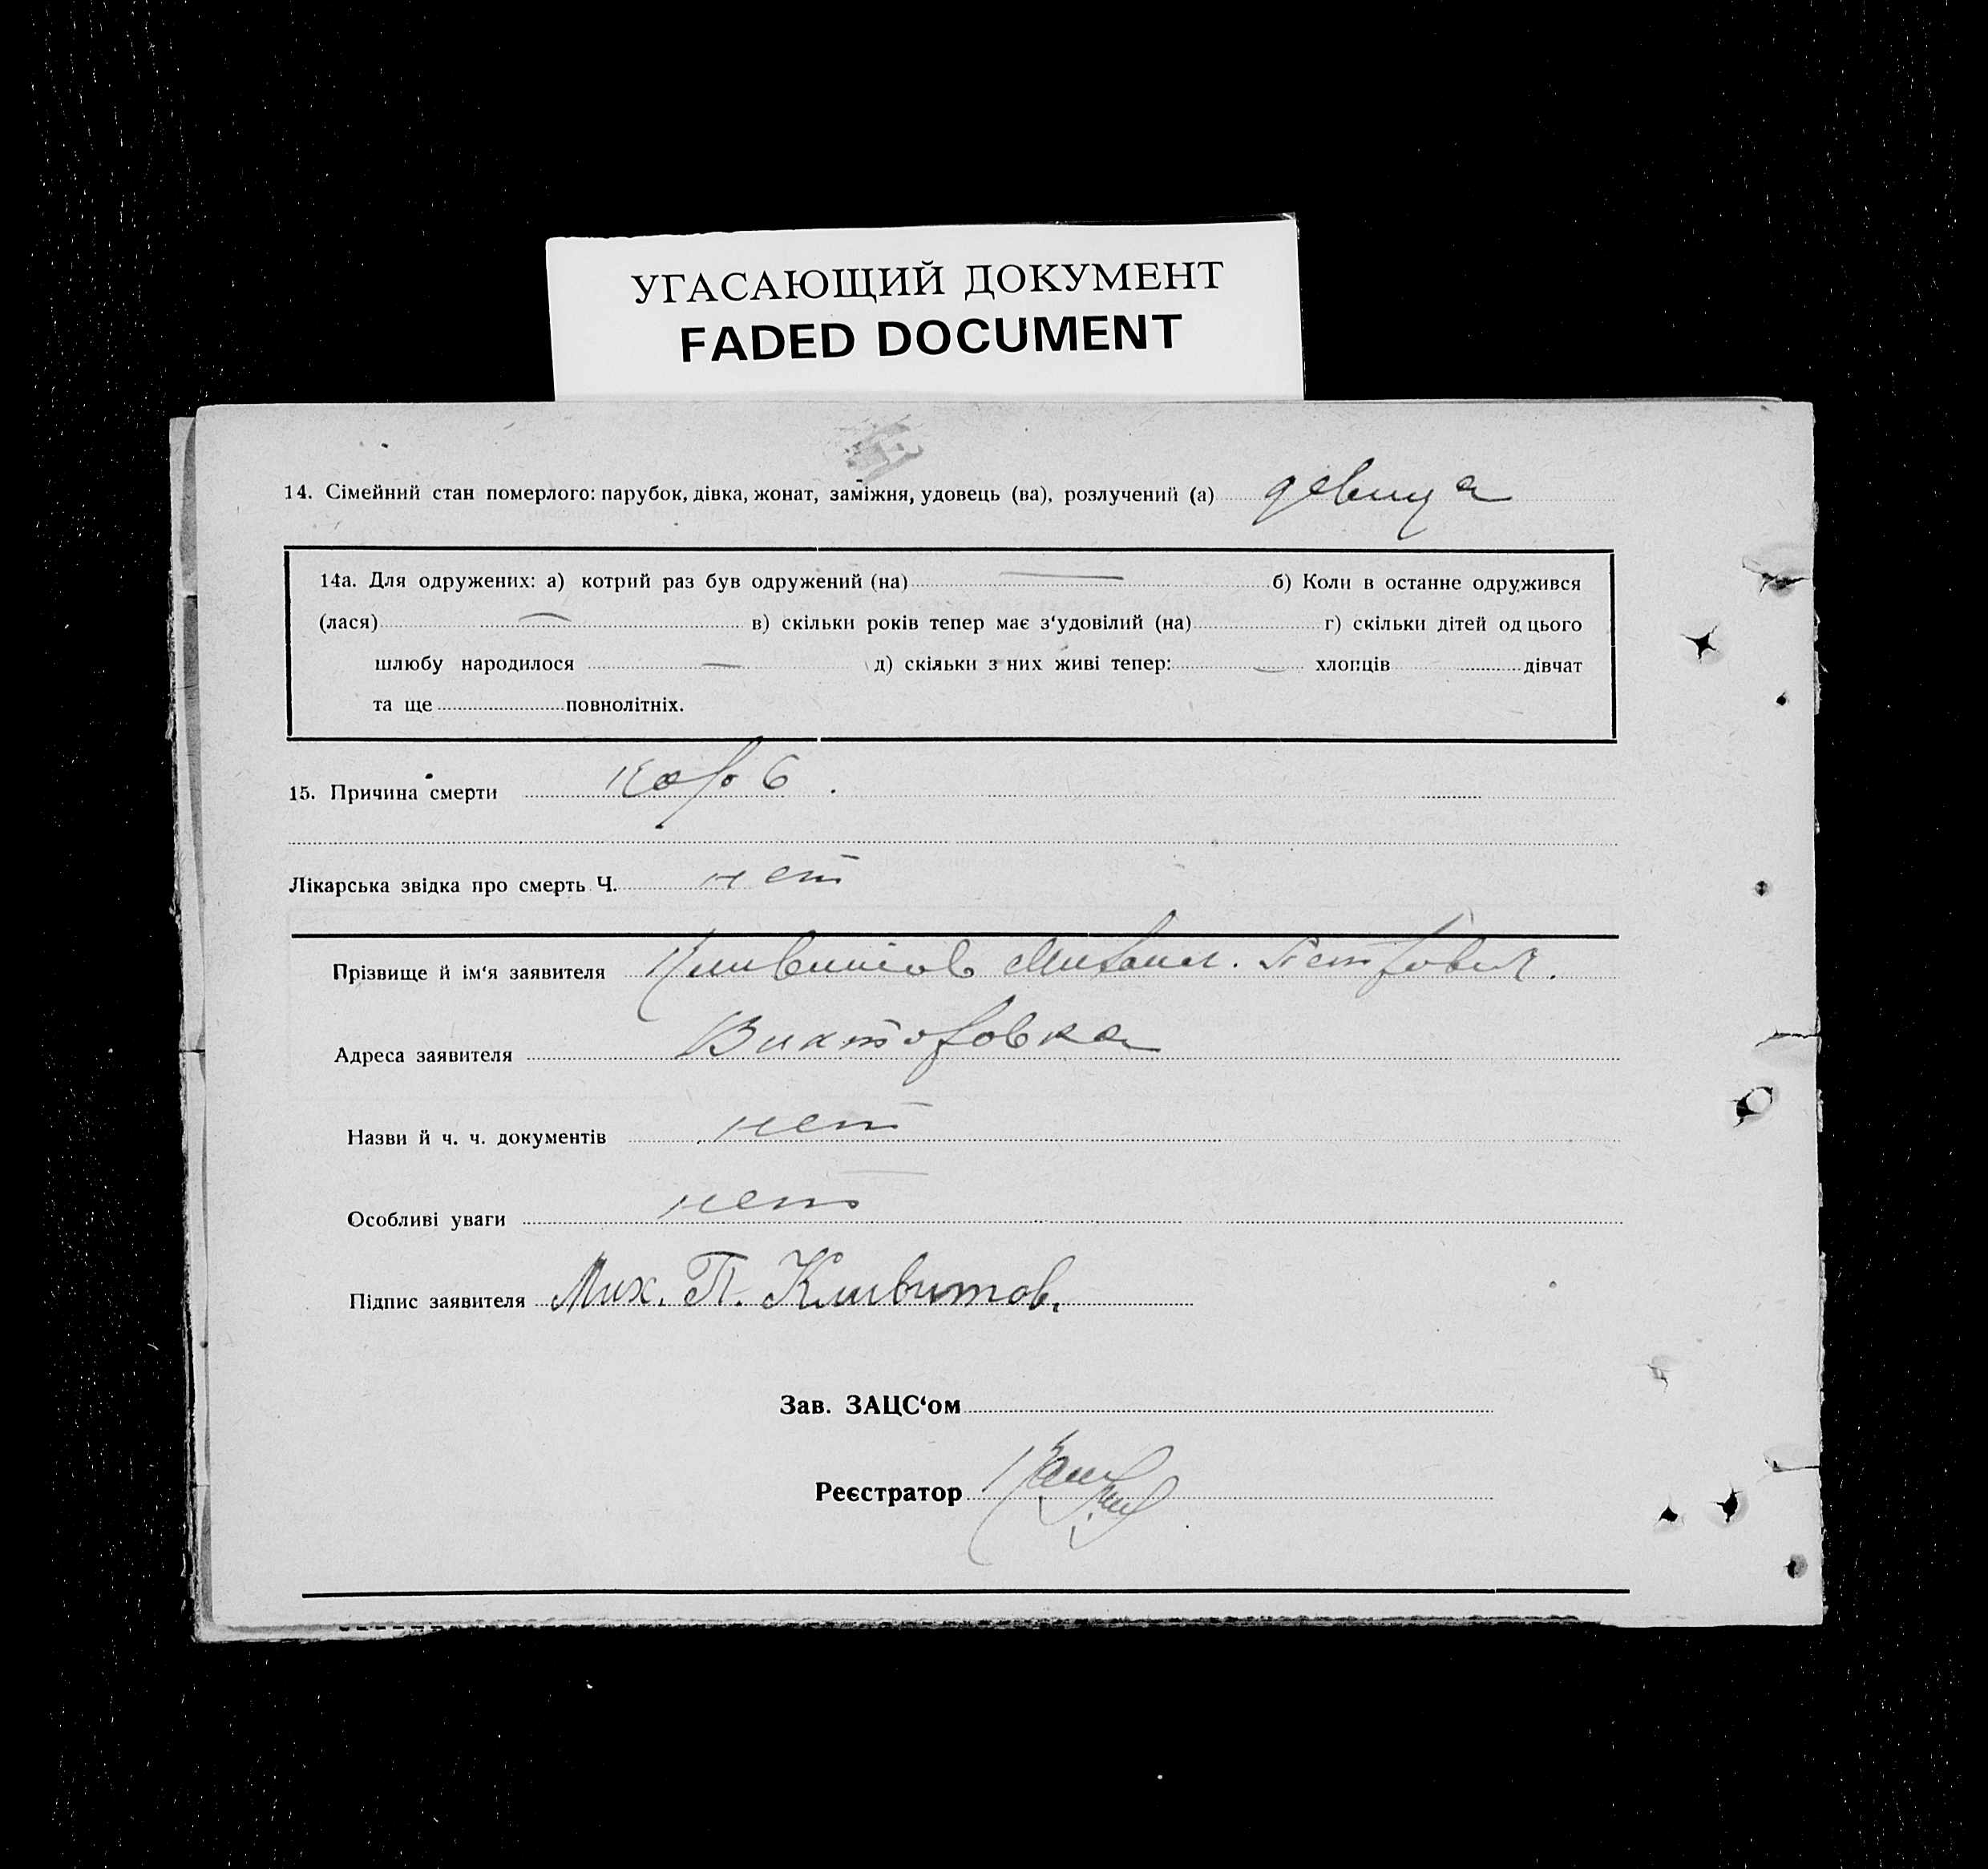 УГАСАЮЩИЙ ДОКУМЕНТ
FADED DOCUMENT
14. Сімейний стан померлого: парубок, дівка, жонат, заміжня, удовець (ва), розлучений (а) девица
14а. Для одружених: а) котрий раз був одружений (на) — б) Коли в останнє одружився
(лася) — в) скільки років тепер має з‘удовілий (на) г) скільки дітей од цього
шлюбу народилося — д) скільки з них живі тепер: — хлопців дівчат
та ще повнолітніх.
15. Причина смерти корь
Лікарська звідка про смерть Ч. нет
Прізвище й ім‘я заявителя Кливитов Михаил. Петрович.
Адреса заявителя Викторовка
Назви й ч. ч. документів нет
Особливі уваги нет
Підпис заявителя Мих. П. Кливитов.
Зав. ЗАЦС‘ом
Реєстратор